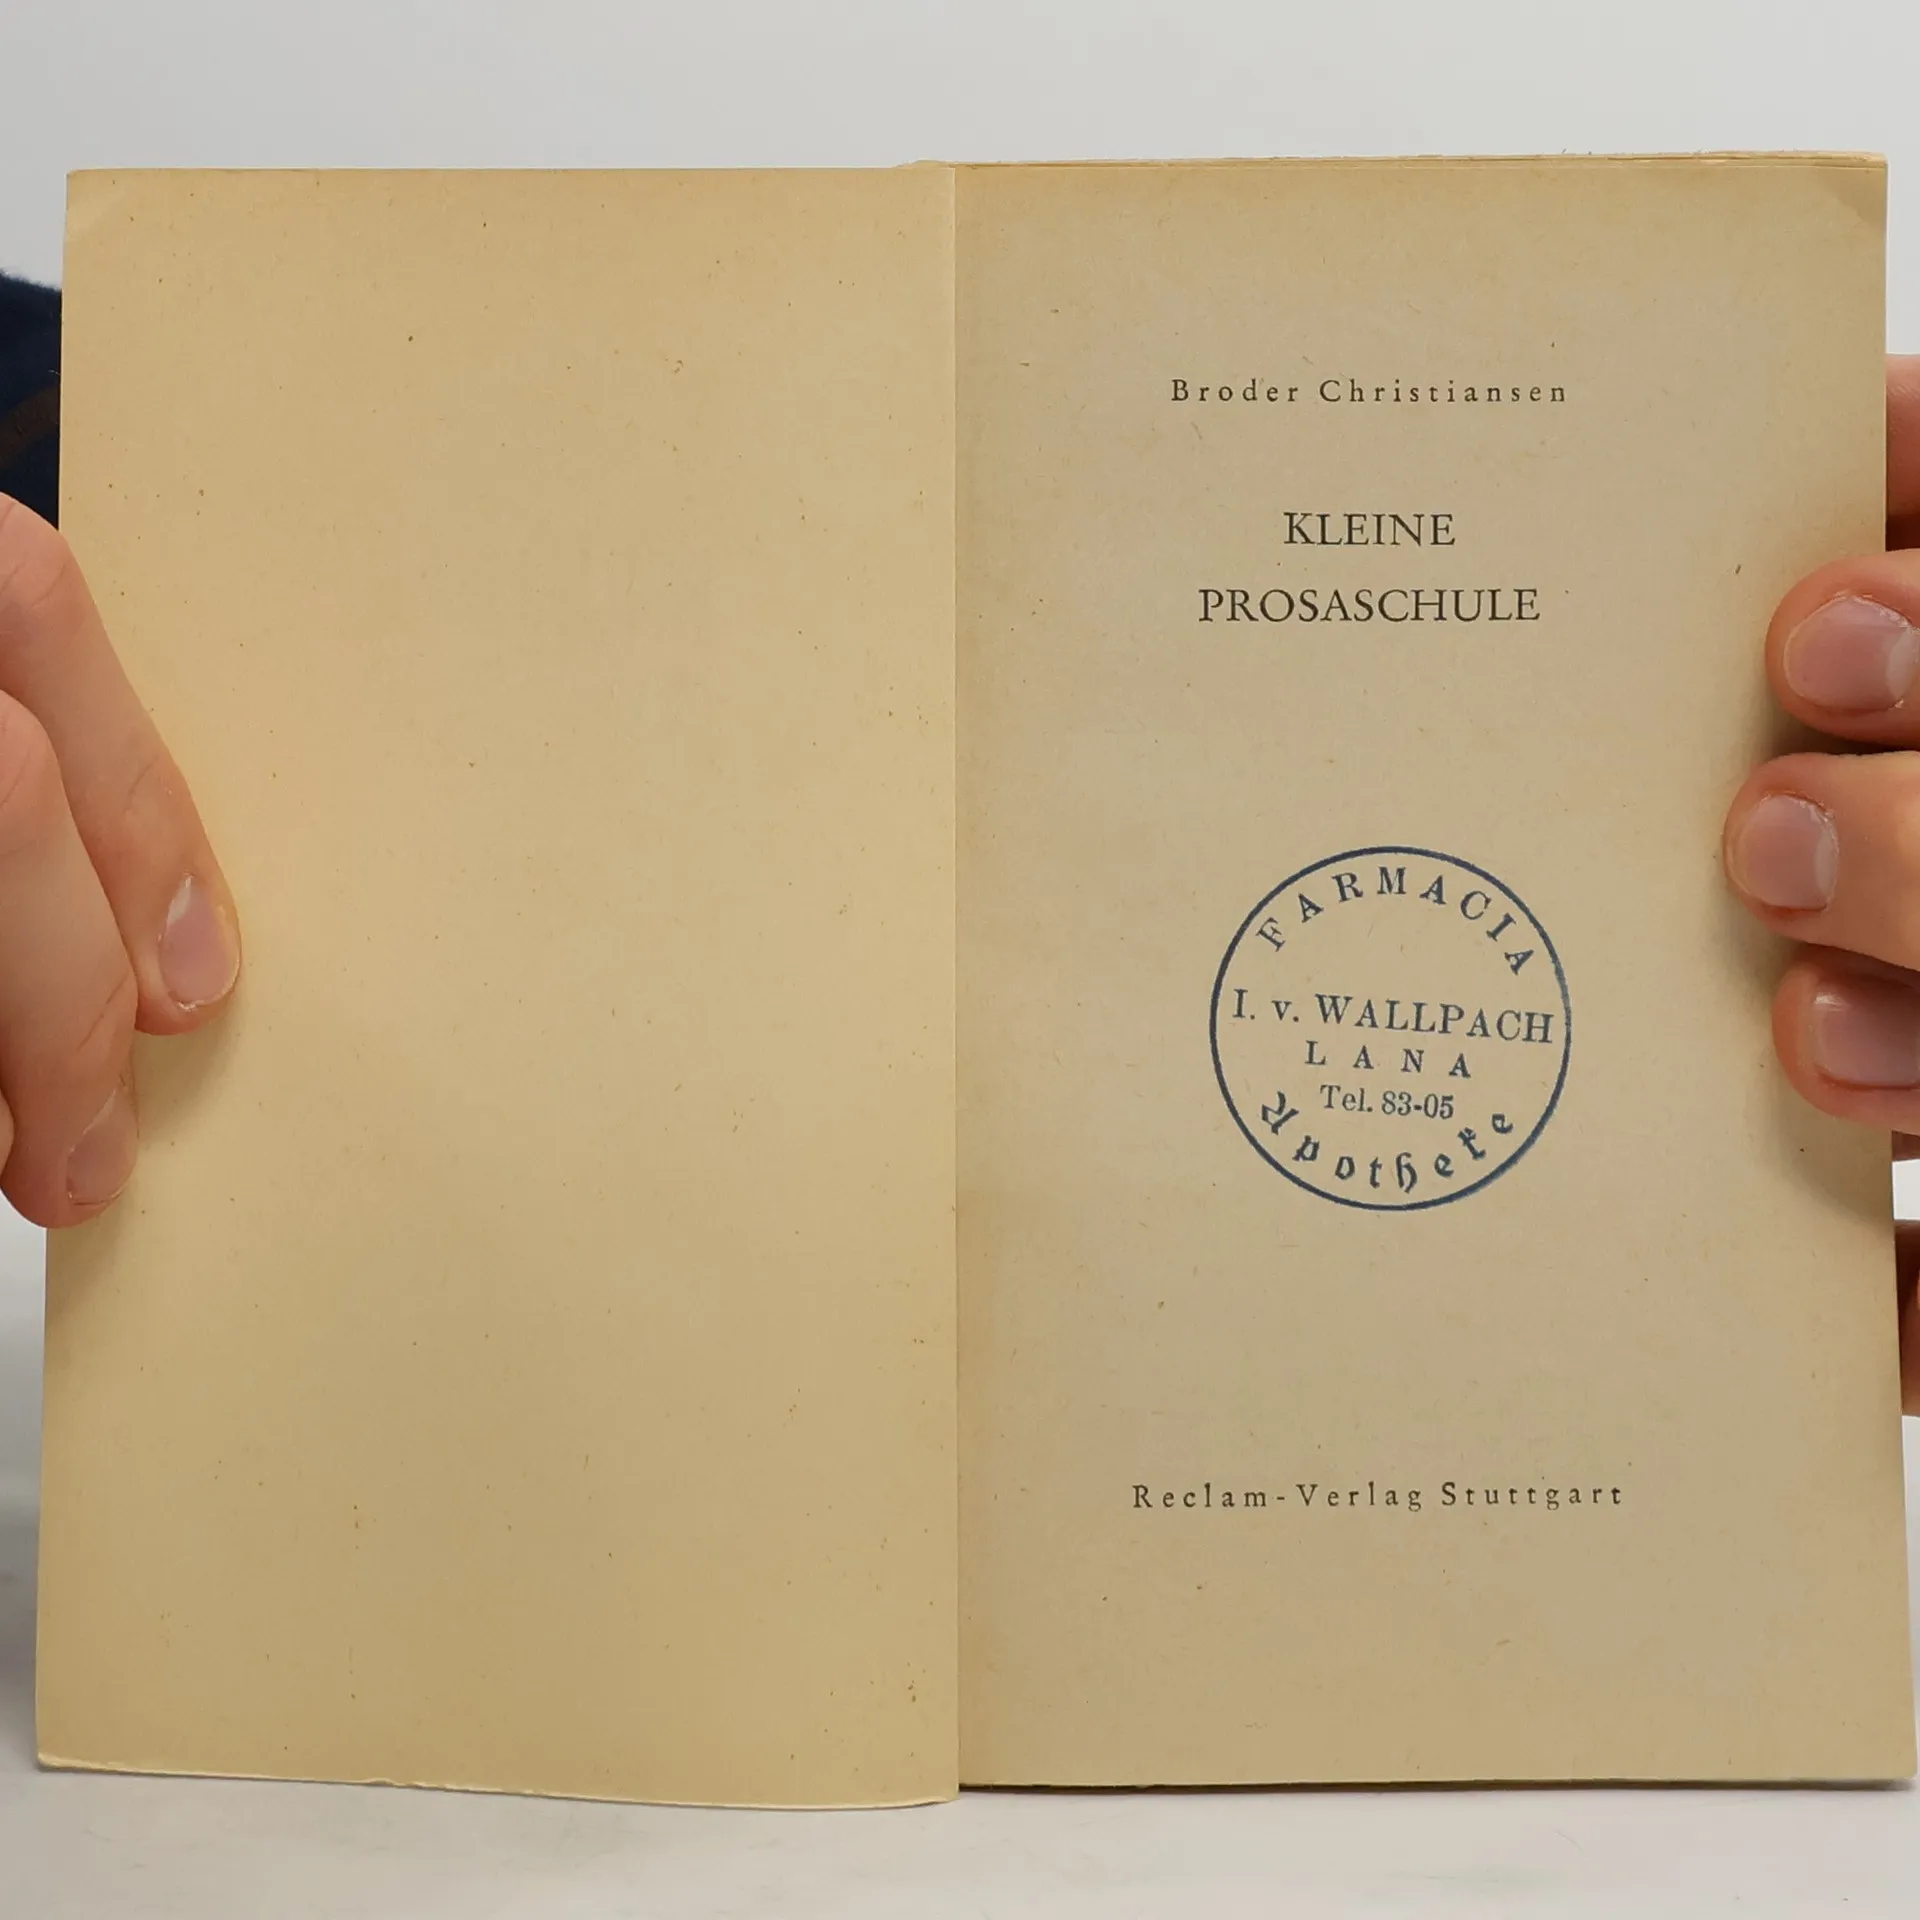 Broder Christiansen
KLEINE
PROSASCHULE
FARMACIA
I. v. WALLPACH
LANA
Tel. 83-05
Apotheke
Reclam-Verlag Stuttgart